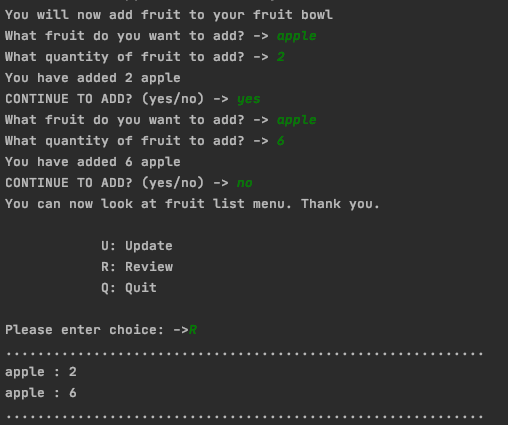 You will now add fruit to your fruit bowl
What fruit do you want to add? -> apple
What quantity of fruit to add? -> 2
You have added 2 apple
CONTINUE TO ADD? (yes/no) -> yes
What fruit do you want to add? -> apple
What quantity of fruit to add? -> 6
You have added 6 apple
CONTINUE TO ADD? (yes/no) -> no
You can now look at fruit list menu. Thank you.
U: Update
R: Review
Q: Quit
Please enter choice: ->R
............................................................
apple : 2
apple : 6
............................................................